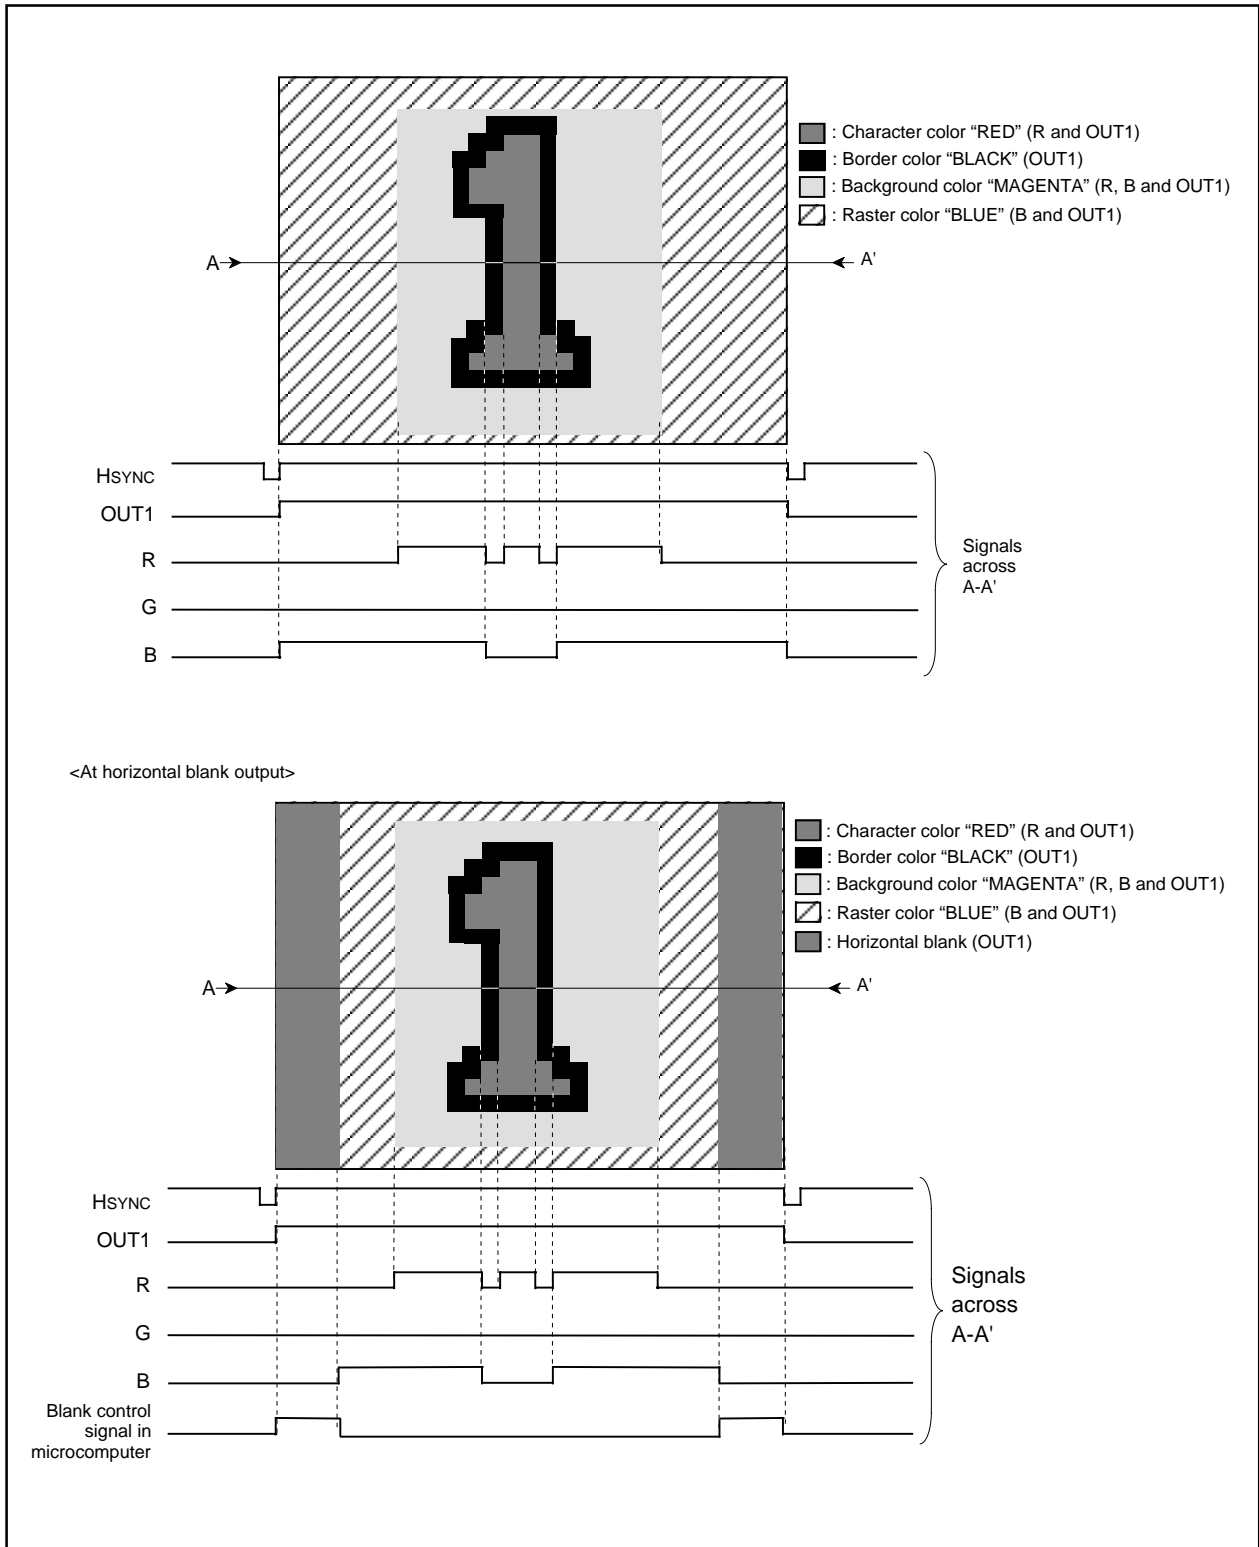 : Character color “RED” (R and OUT1)
: Border color “BLACK” (OUT1)
: Background color “MAGENTA” (R, B and OUT1)
: Raster color “BLUE” (B and OUT1)
A
A'
HSYNC
OUT1
R
G
B
Signals
across
A-A'
<At horizontal blank output>
: Character color “RED” (R and OUT1)
: Border color “BLACK” (OUT1)
: Background color “MAGENTA” (R, B and OUT1)
: Raster color “BLUE” (B and OUT1)
: Horizontal blank (OUT1)
A
A'
HSYNC
OUT1
R
G
B
Blank control
signal in
microcomputer
Signals
across
A-A'